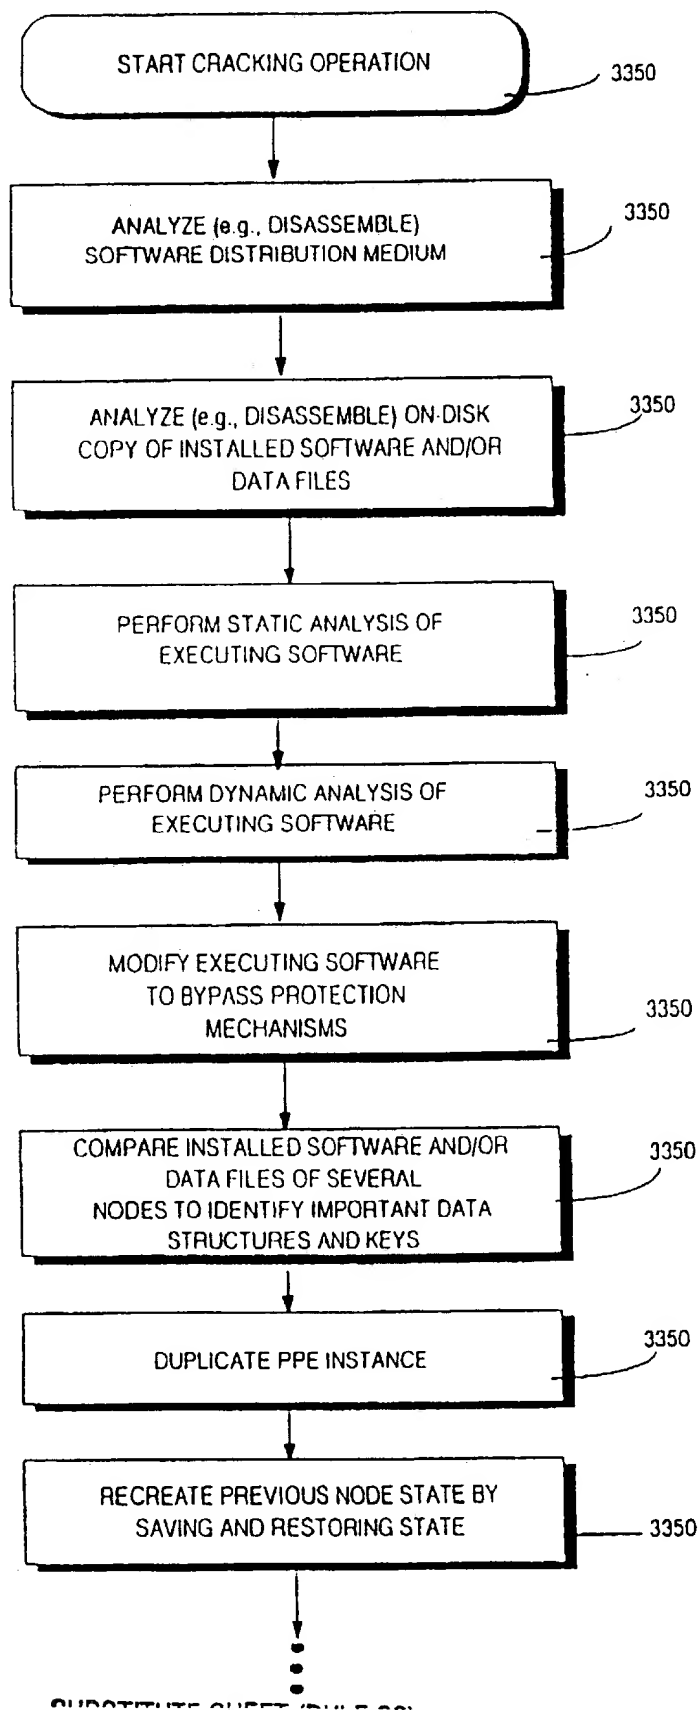 START CRACKING OPERATION
3350
ANALYZE (e.g., DISASSEMBLE)
SOFTWARE DISTRIBUTION MEDIUM
3350
ANALYZE (e.g., DISASSEMBLE) ON-DISK
COPY OF INSTALLED SOFTWARE AND/OR
DATA FILES
3350
PERFORM STATIC ANALYSIS OF
EXECUTING SOFTWARE
3350
PERFORM DYNAMIC ANALYSIS OF
EXECUTING SOFTWARE
3350
MODIFY EXECUTING SOFTWARE
TO BYPASS PROTECTION
MECHANISMS
3350
COMPARE INSTALLED SOFTWARE AND/OR
DATA FILES OF SEVERAL
NODES TO IDENTIFY IMPORTANT DATA
STRUCTURES AND KEYS
3350
DUPLICATE PPE INSTANCE
3350
RECREATE PREVIOUS NODE STATE BY
SAVING AND RESTORING STATE
3350
SUBSTITUTE SHEET